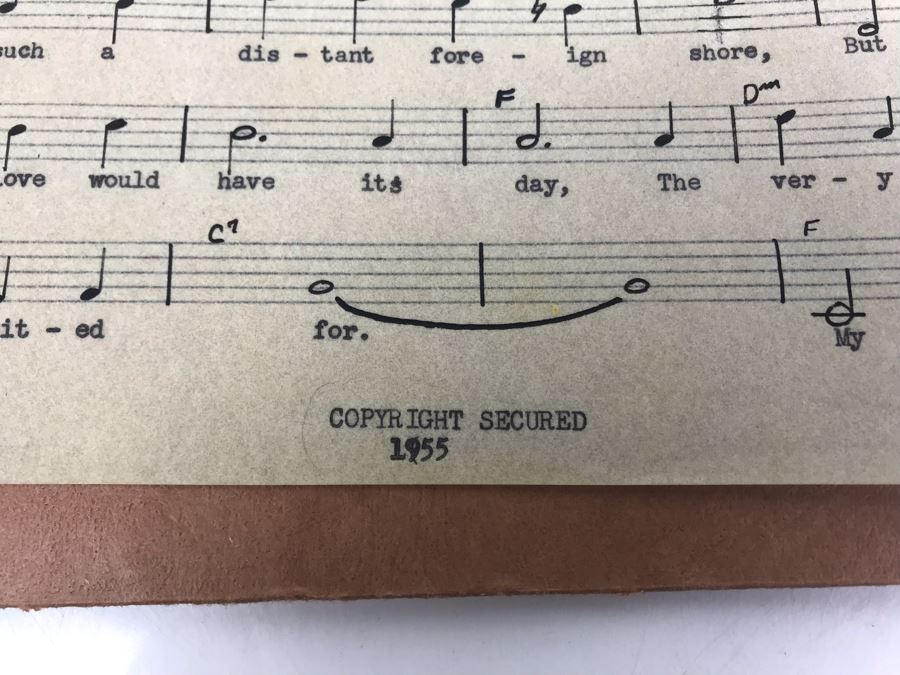 such a dis - tant fore - ign shore, But
F Dm
love would have its day, The ver - y
C7 F
it - ed for. My
COPYRIGHT SECURED
1955